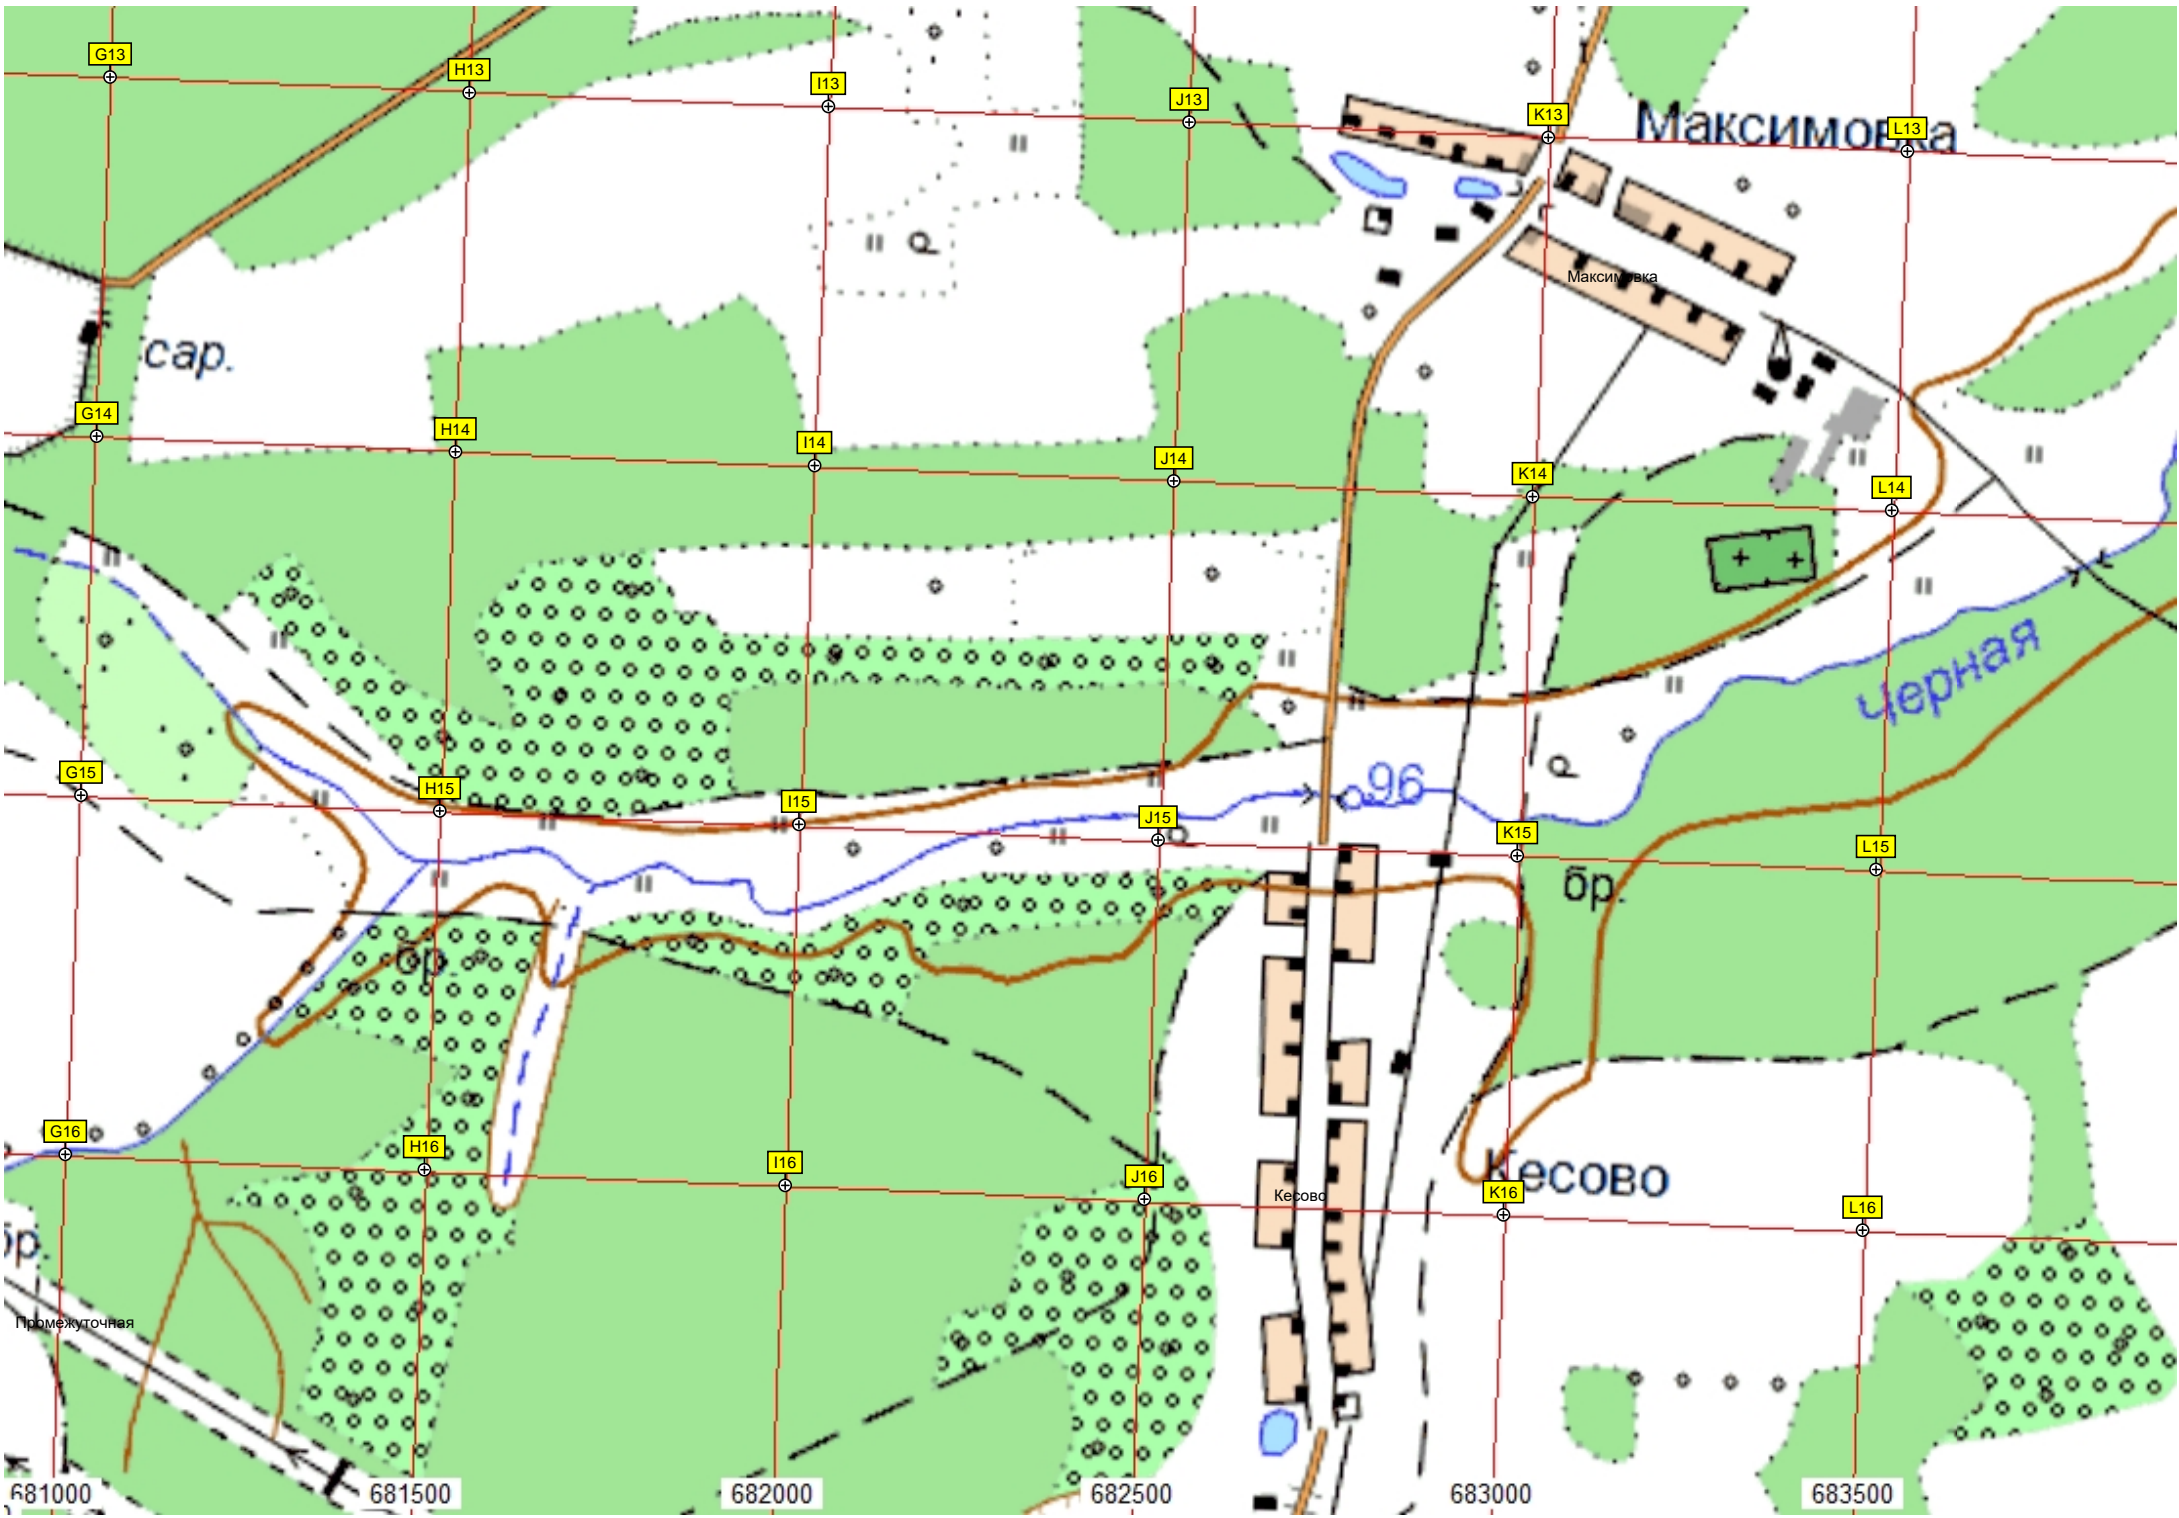 G13
H13
I13
J13
K13
L13
Максимовка
Максимовка
сар.
G14
H14
I14
J14
K14
L14
Черная
96
G15
H15
I15
J15
K15
L15
бр.
бр.
G16
H16
I16
J16
K16
L16
Кесово
Кесово
Промежуточная
681000
681500
682000
682500
683000
683500